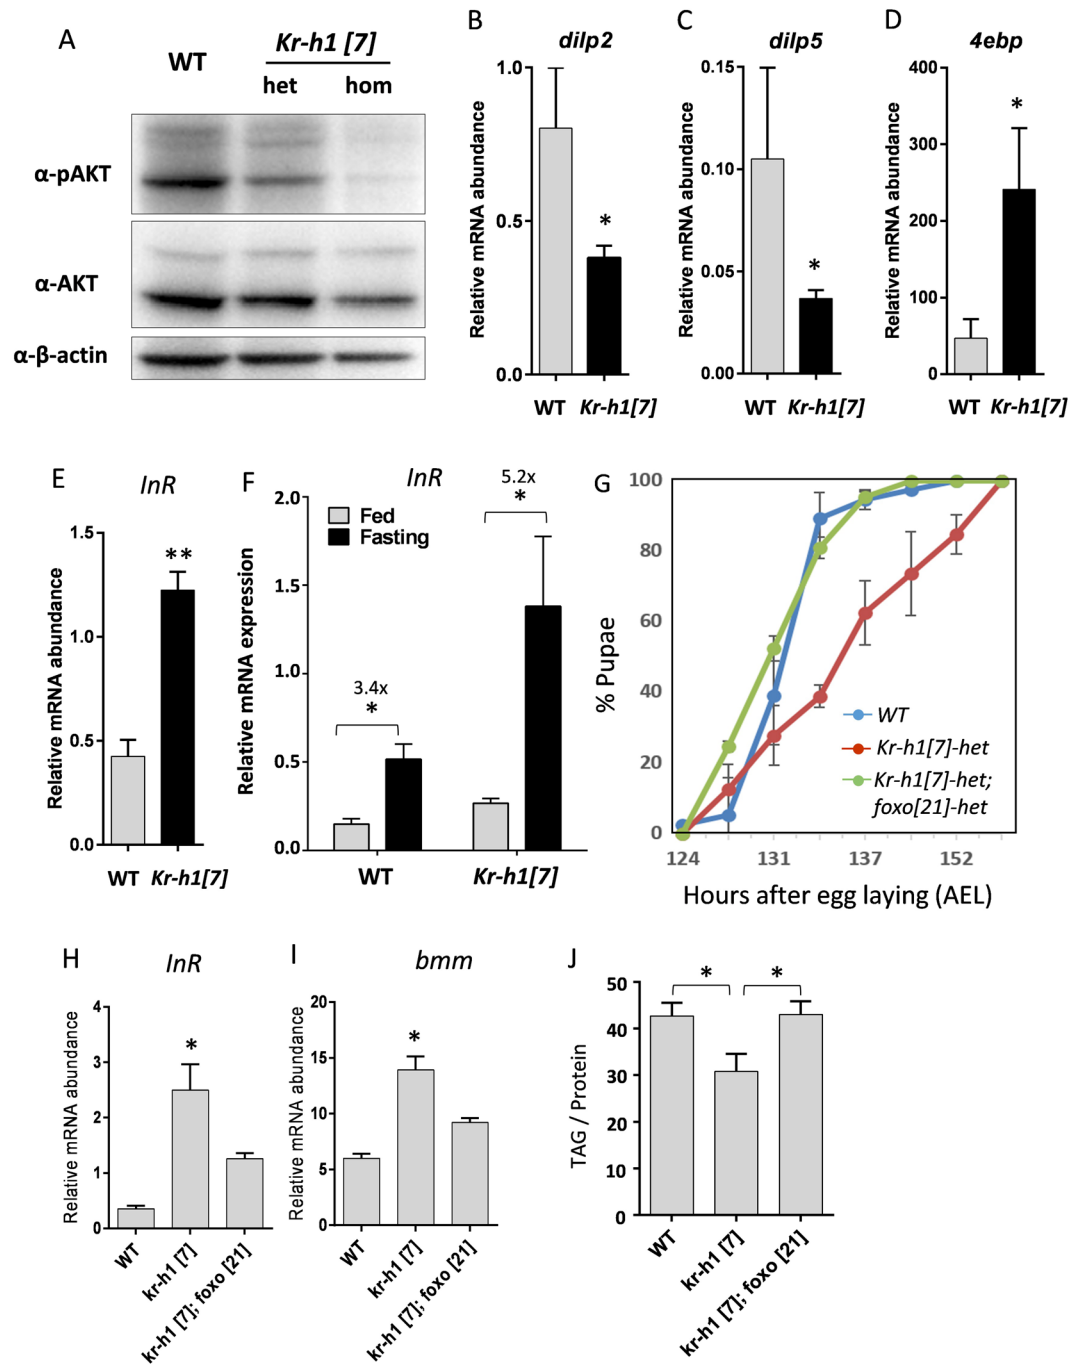 A
WT
Kr-h1 [7]
het
hom
α-pAKT
α-AKT
α-β-actin
B
dilp2
Relative mRNA abundance
1.0
0.5
0.0
*
WT Kr-h1[7]
C
dilp5
Relative mRNA abundance
0.15
0.10
0.05
0.00
*
WT Kr-h1[7]
D
4ebp
Relative mRNA abundance
400
300
200
100
0
*
WT Kr-h1[7]
E
InR
Relative mRNA abundance
1.5
1.0
0.5
0.0
**
WT Kr-h1[7]
F
InR
Relative mRNA expression
2.0
1.5
1.0
0.5
0.0
Fed
Fasting
3.4x
*
5.2x
*
WT
Kr-h1[7]
G
% Pupae
100
80
60
40
20
0
WT
Kr-h1[7]-het
Kr-h1[7]-het;
foxo[21]-het
124 131 137 152
Hours after egg laying (AEL)
H
InR
Relative mRNA abundance
4
3
2
1
0
*
WT
kr-h1 [7]
kr-h1 [7]; foxo [21]
I
bmm
Relative mRNA abundance
20
15
10
5
0
*
WT
kr-h1 [7]
kr-h1 [7]; foxo [21]
J
TAG / Protein
50
40
30
20
10
0
*
*
WT
kr-h1 [7]
kr-h1 [7]; foxo [21]